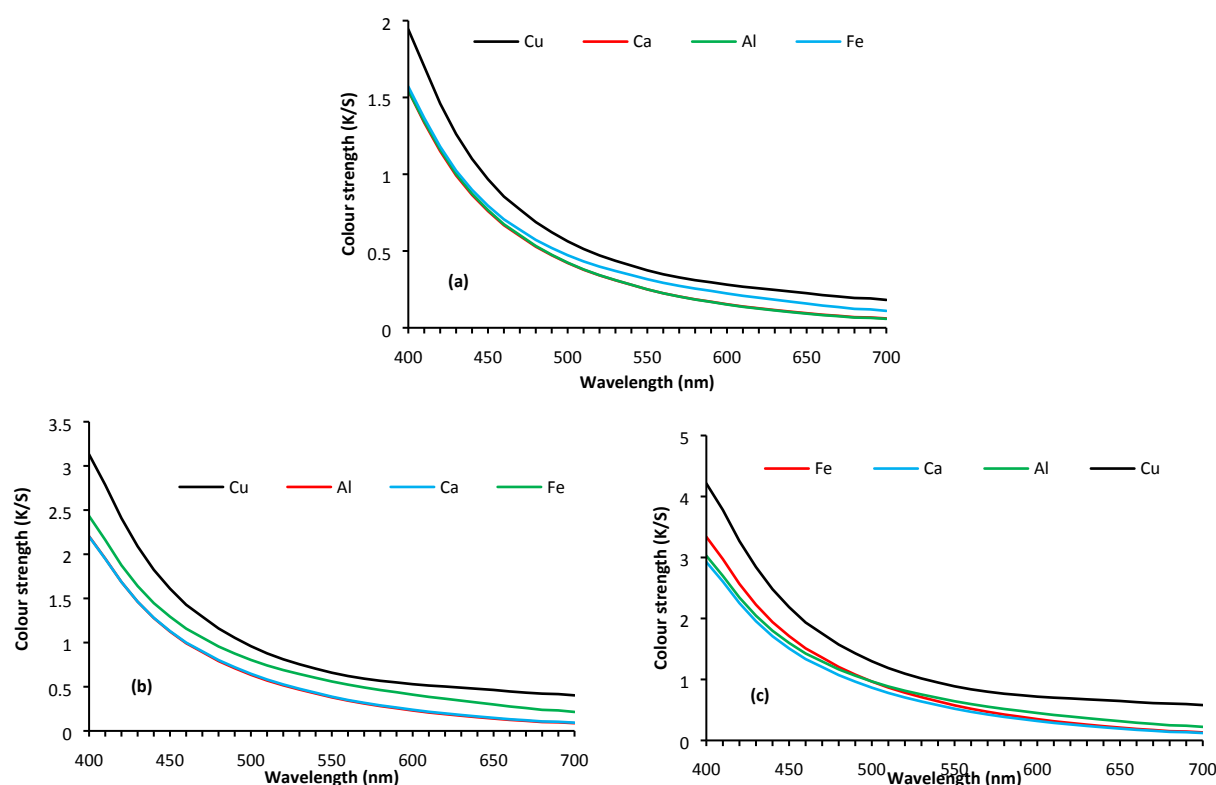 2
Cu Ca Al Fe
1.5
1
Colour strength (K/S)
0.5
(a)
0
400 450 500 550 600 650 700
Wavelength (nm)
3.5
3
Cu Al Ca Fe
2.5
2
1.5
Colour strength (K/S)
1
0.5
(b)
0
400 450 500 550 600 650 700
Wavelength (nm)
5
Fe Ca Al Cu
4
3
2
Colour strength (K/S)
1
(c)
0
400 450 500 550 600 650 700
Wavelength (nm)